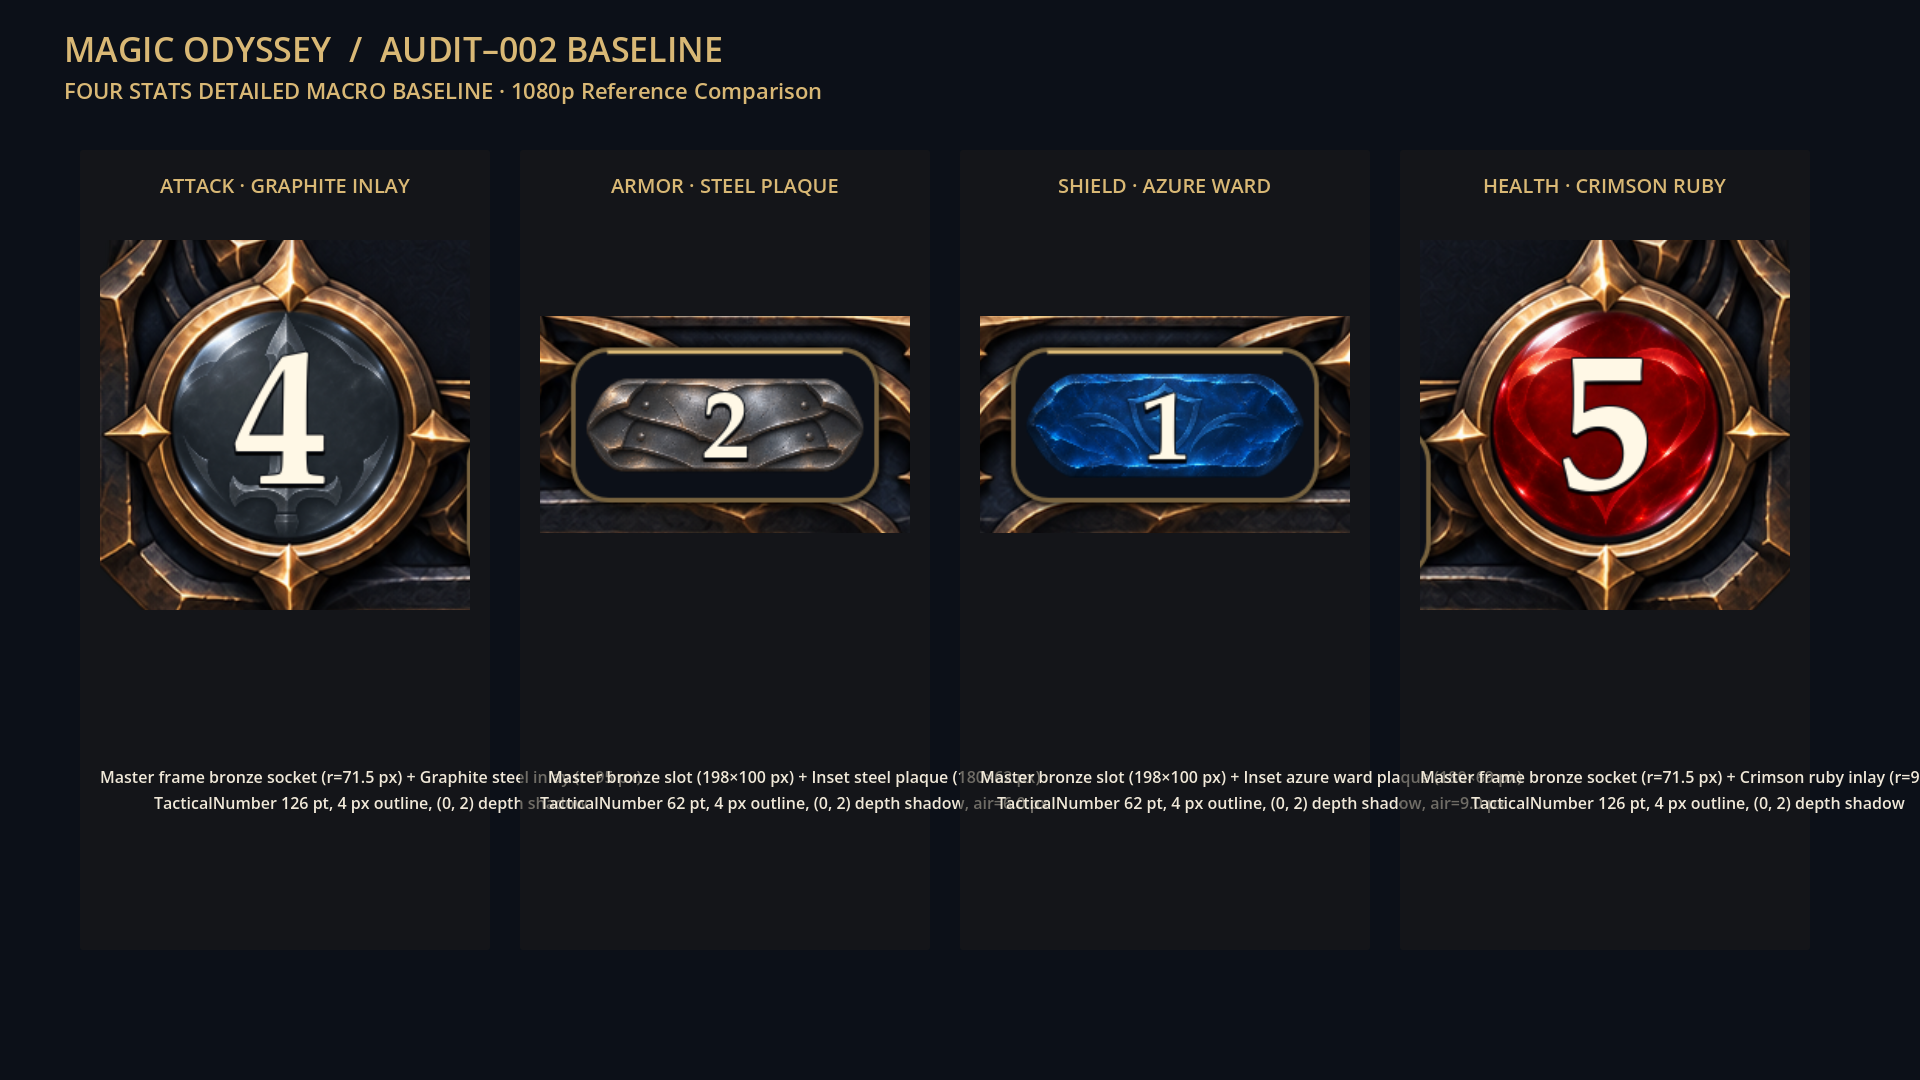 MAGIC ODYSSEY / AUDIT–002 BASELINE
FOUR STATS DETAILED MACRO BASELINE · 1080p Reference Comparison
ATTACK · GRAPHITE INLAY
ARMOR · STEEL PLAQUE
SHIELD · AZURE WARD
HEALTH · CRIMSON RUBY
4
2
1
5
Master frame bronze socket (r=71.5 px) + Graphite steel
TacticalNumber 126 pt, 4 px outline, (0, 2) depth shadow
Master bronze slot (198×100 px) + Inset steel plaque
TacticalNumber 62 pt, 4 px outline, (0, 2) depth shadow,
Master bronze slot (198×100 px) + Inset azure ward plaque
TacticalNumber 62 pt, 4 px outline, (0, 2) depth shadow, air=9.
Master frame bronze socket (r=71.5 px) + Crimson ruby inlay (r=9
TacticalNumber 126 pt, 4 px outline, (0, 2) depth shadow